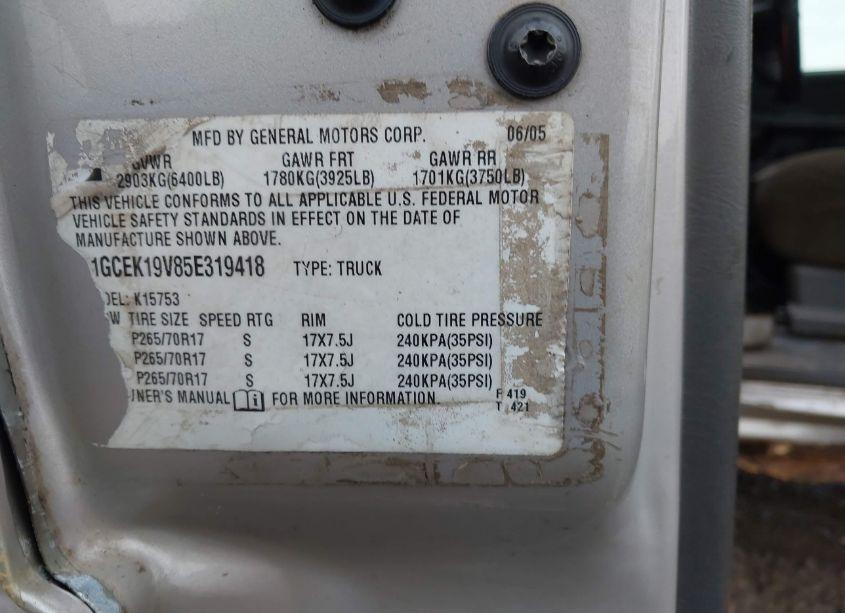 MFD BY GENERAL MOTORS CORP. 06/05
GVWR GAWR FRT GAWR RR
2903KG(6400LB) 1780KG(3925LB) 1701KG(3750LB)
THIS VEHICLE CONFORMS TO ALL APPLICABLE U.S. FEDERAL MOTOR
VEHICLE SAFETY STANDARDS IN EFFECT ON THE DATE OF
MANUFACTURE SHOWN ABOVE.
1GCEK19V85E319418 TYPE: TRUCK
DEL: K15753
W TIRE SIZE SPEED RTG RIM COLD TIRE PRESSURE
P265/70R17 S 17X7.5J 240KPA(35PSI)
P265/70R17 S 17X7.5J 240KPA(35PSI)
P265/70R17 S 17X7.5J 240KPA(35PSI)
NER'S MANUAL FOR MORE INFORMATION. F 419
T 421